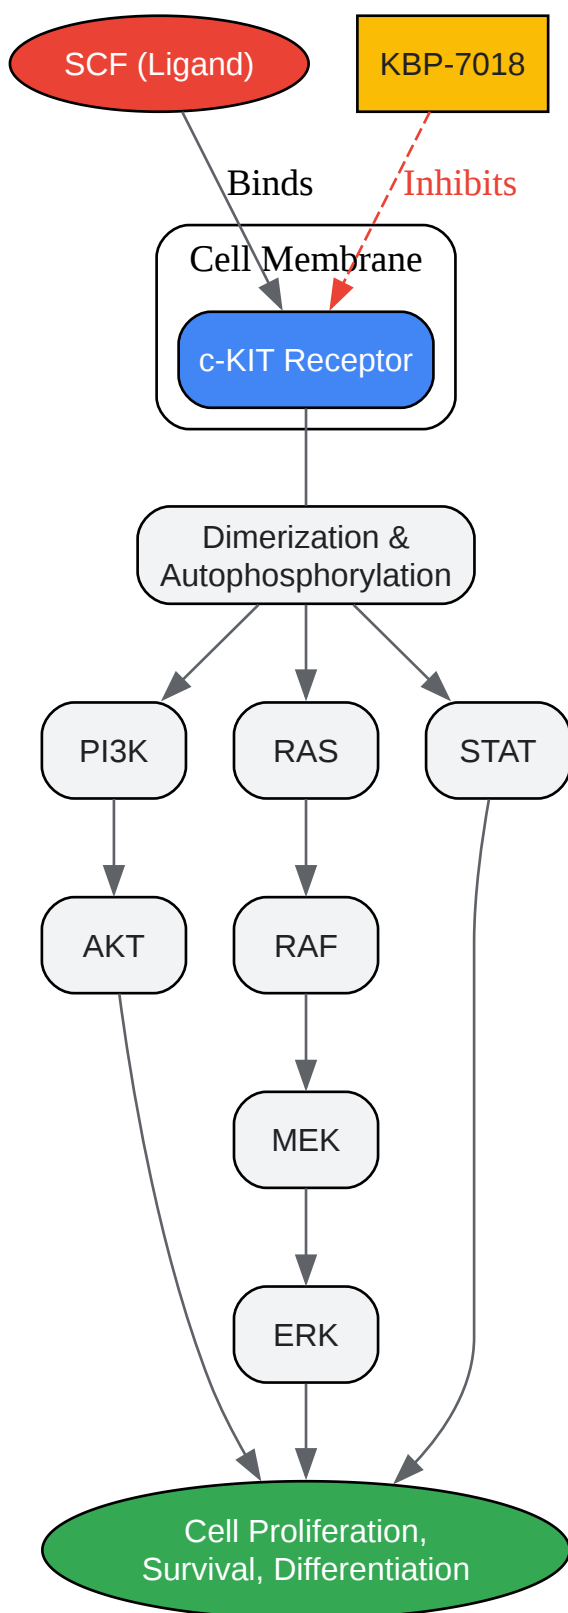 SCF (Ligand)
KBP-7018
Binds
Inhibits
Cell Membrane
c-KIT Receptor
Dimerization &
Autophosphorylation
PI3K
RAS
STAT
AKT
RAF
MEK
ERK
Cell Proliferation,
Survival, Differentiation